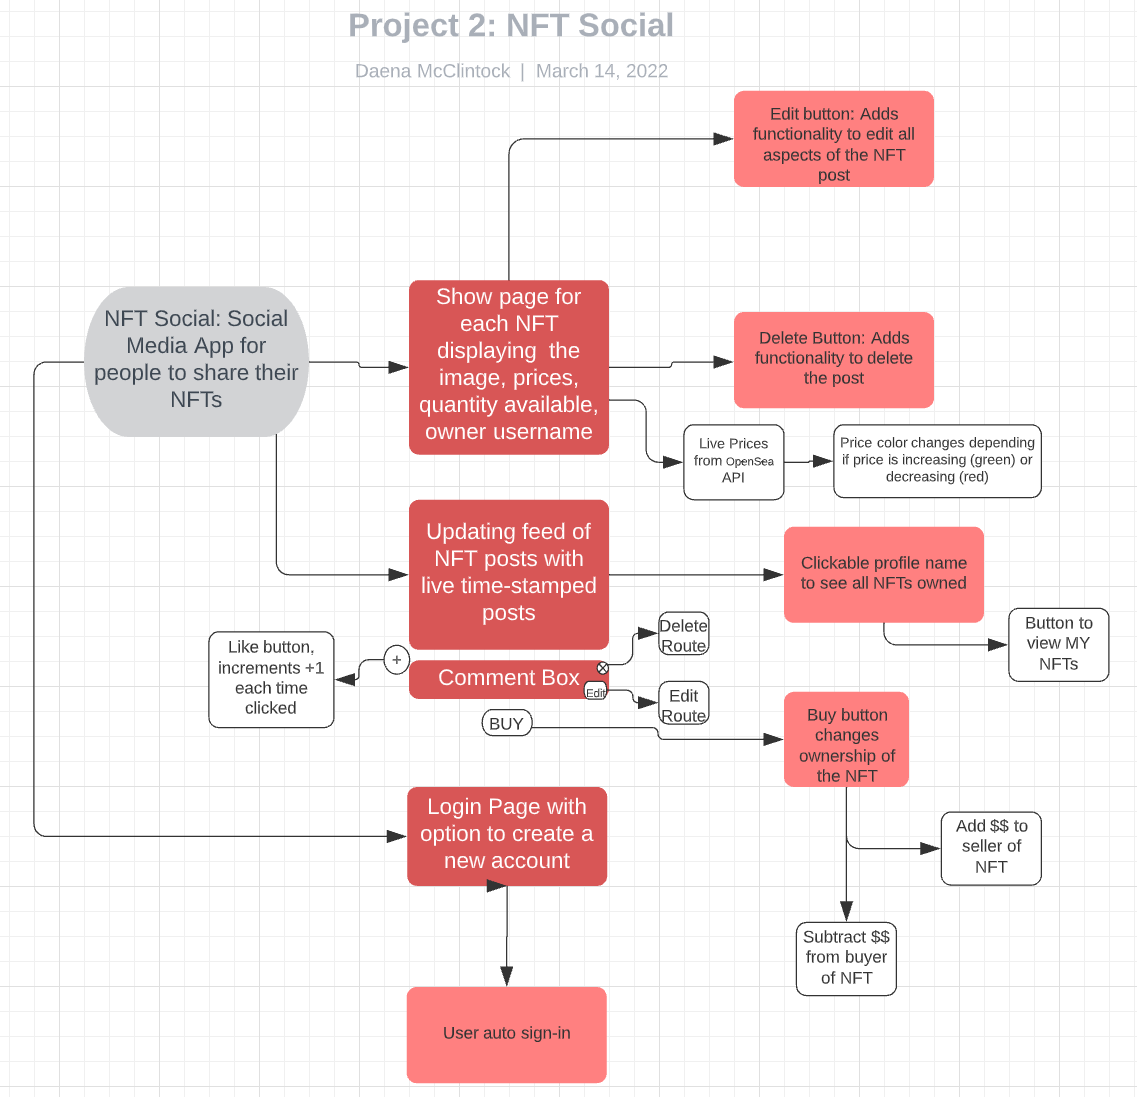 Project 2: NFT Social
Daena McClintock | March 14, 2022
Edit button: Adds
functionality to edit all
aspects of the NFT
post
NFT Social: Social
Media App for
people to share their
NFTs
Show page for
each NFT
displaying the
image, prices,
quantity available,
owner username
Delete Button: Adds
functionality to delete
the post
Live Prices
from OpenSea
API
Price color changes depending
if price is increasing (green) or
decreasing (red)
Updating feed of
NFT posts with
live time-stamped
posts
Clickable profile name
to see all NFTs owned
Button to
view MY
NFTs
Like button,
increments +1
each time
clicked
+
Comment Box
Edit
Delete
Route
Edit
Route
BUY
Buy button
changes
ownership of
the NFT
Login Page with
option to create a
new account
Add $$ to
seller of
NFT
Subtract $$
from buyer
of NFT
User auto sign-in